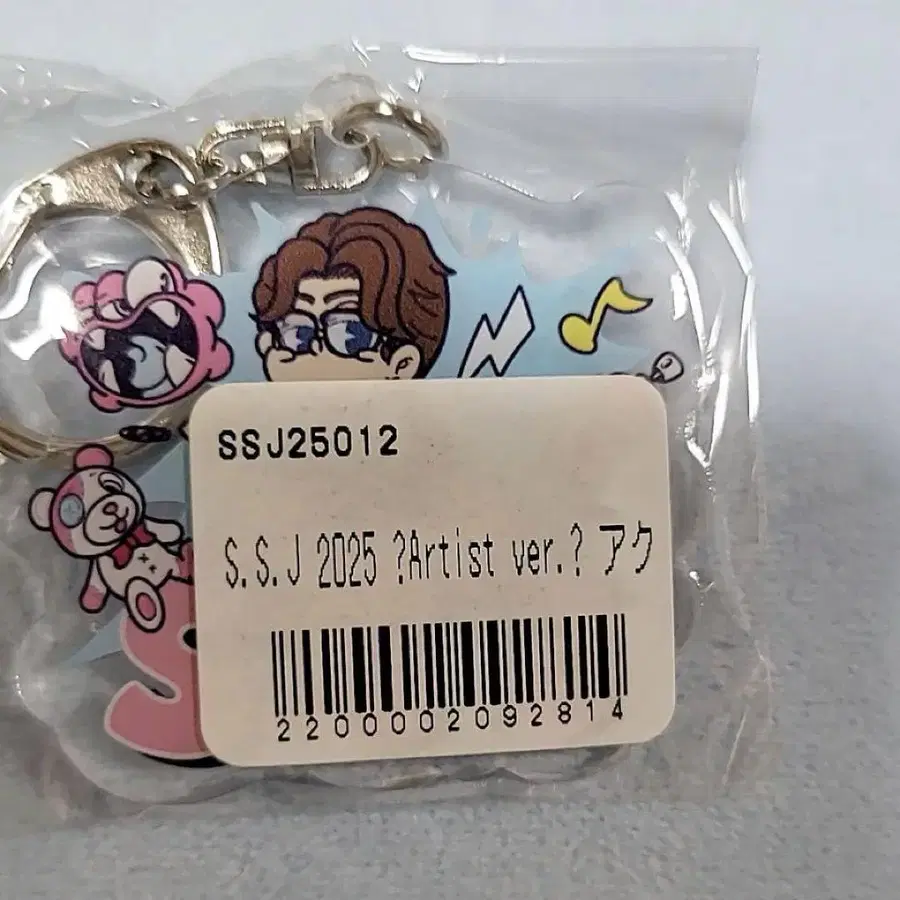 SSJ25012
S.S.J 2025 ?Artist ver.? アク
2200002092814
S